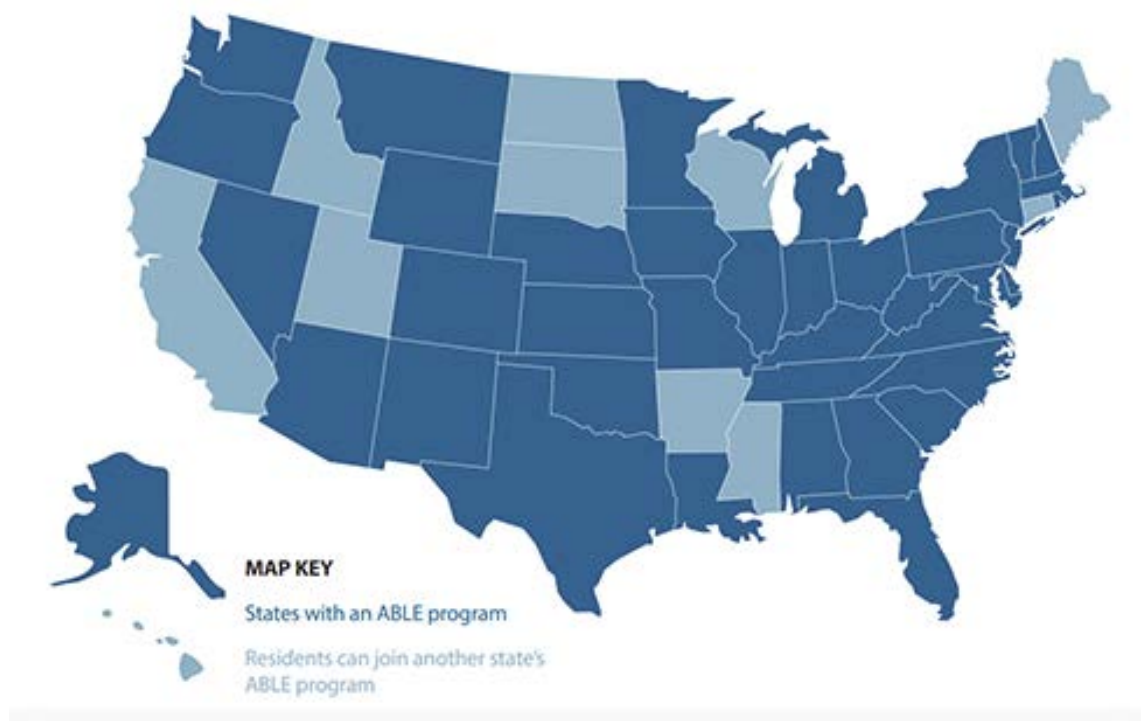 MAP KEY
States with an ABLE program
Residents can join another state's
ABLE program